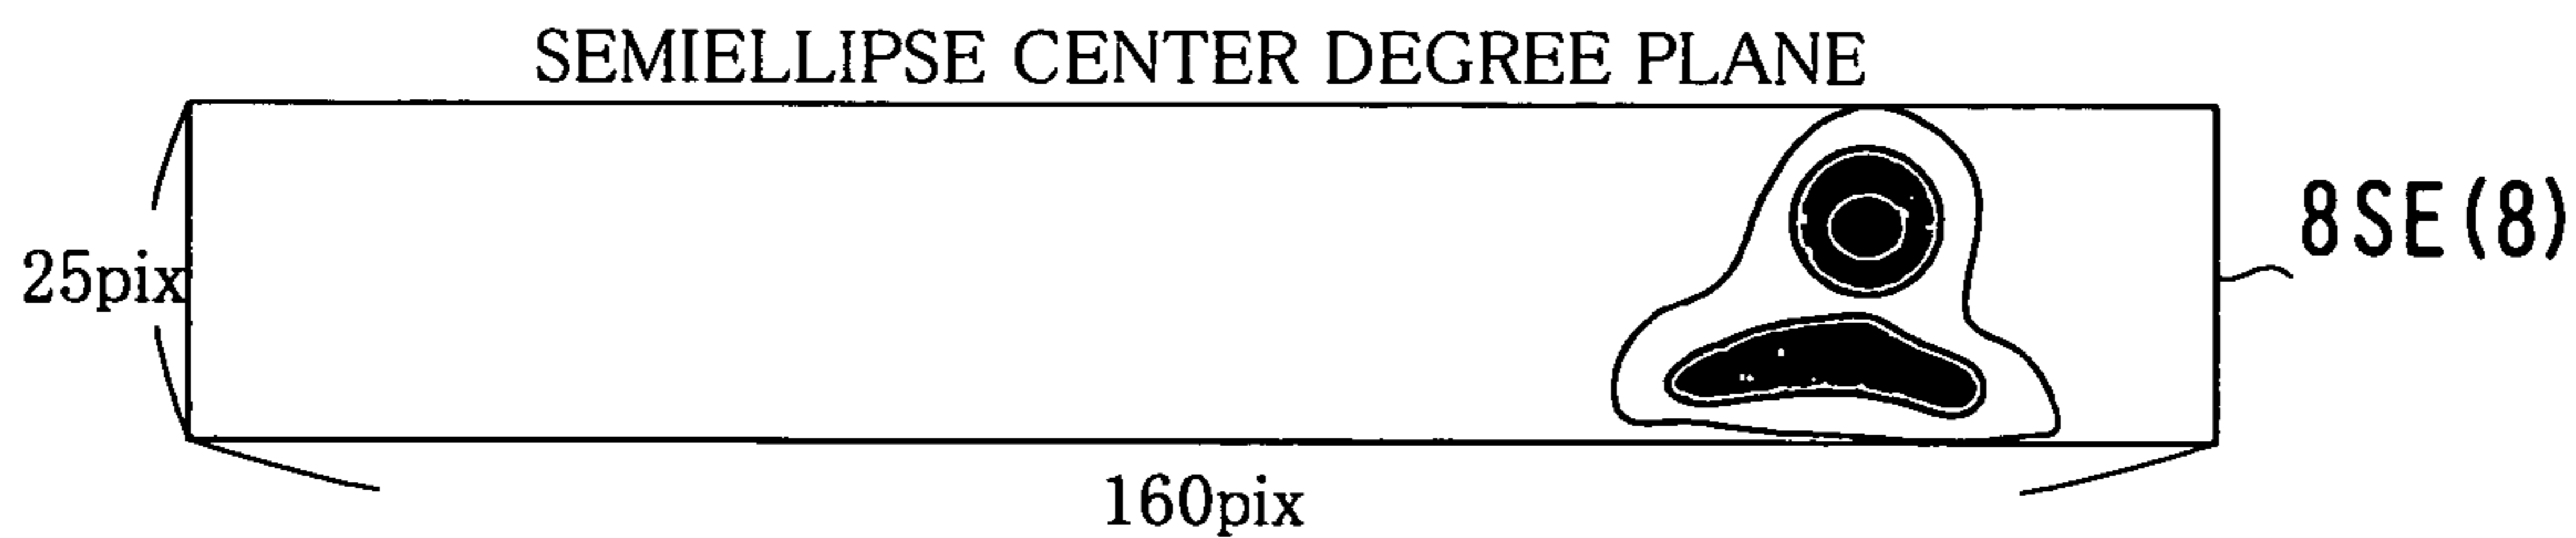 SEMIELLIPSE CENTER DEGREE PLANE
8SE(8)
25pix
160pix